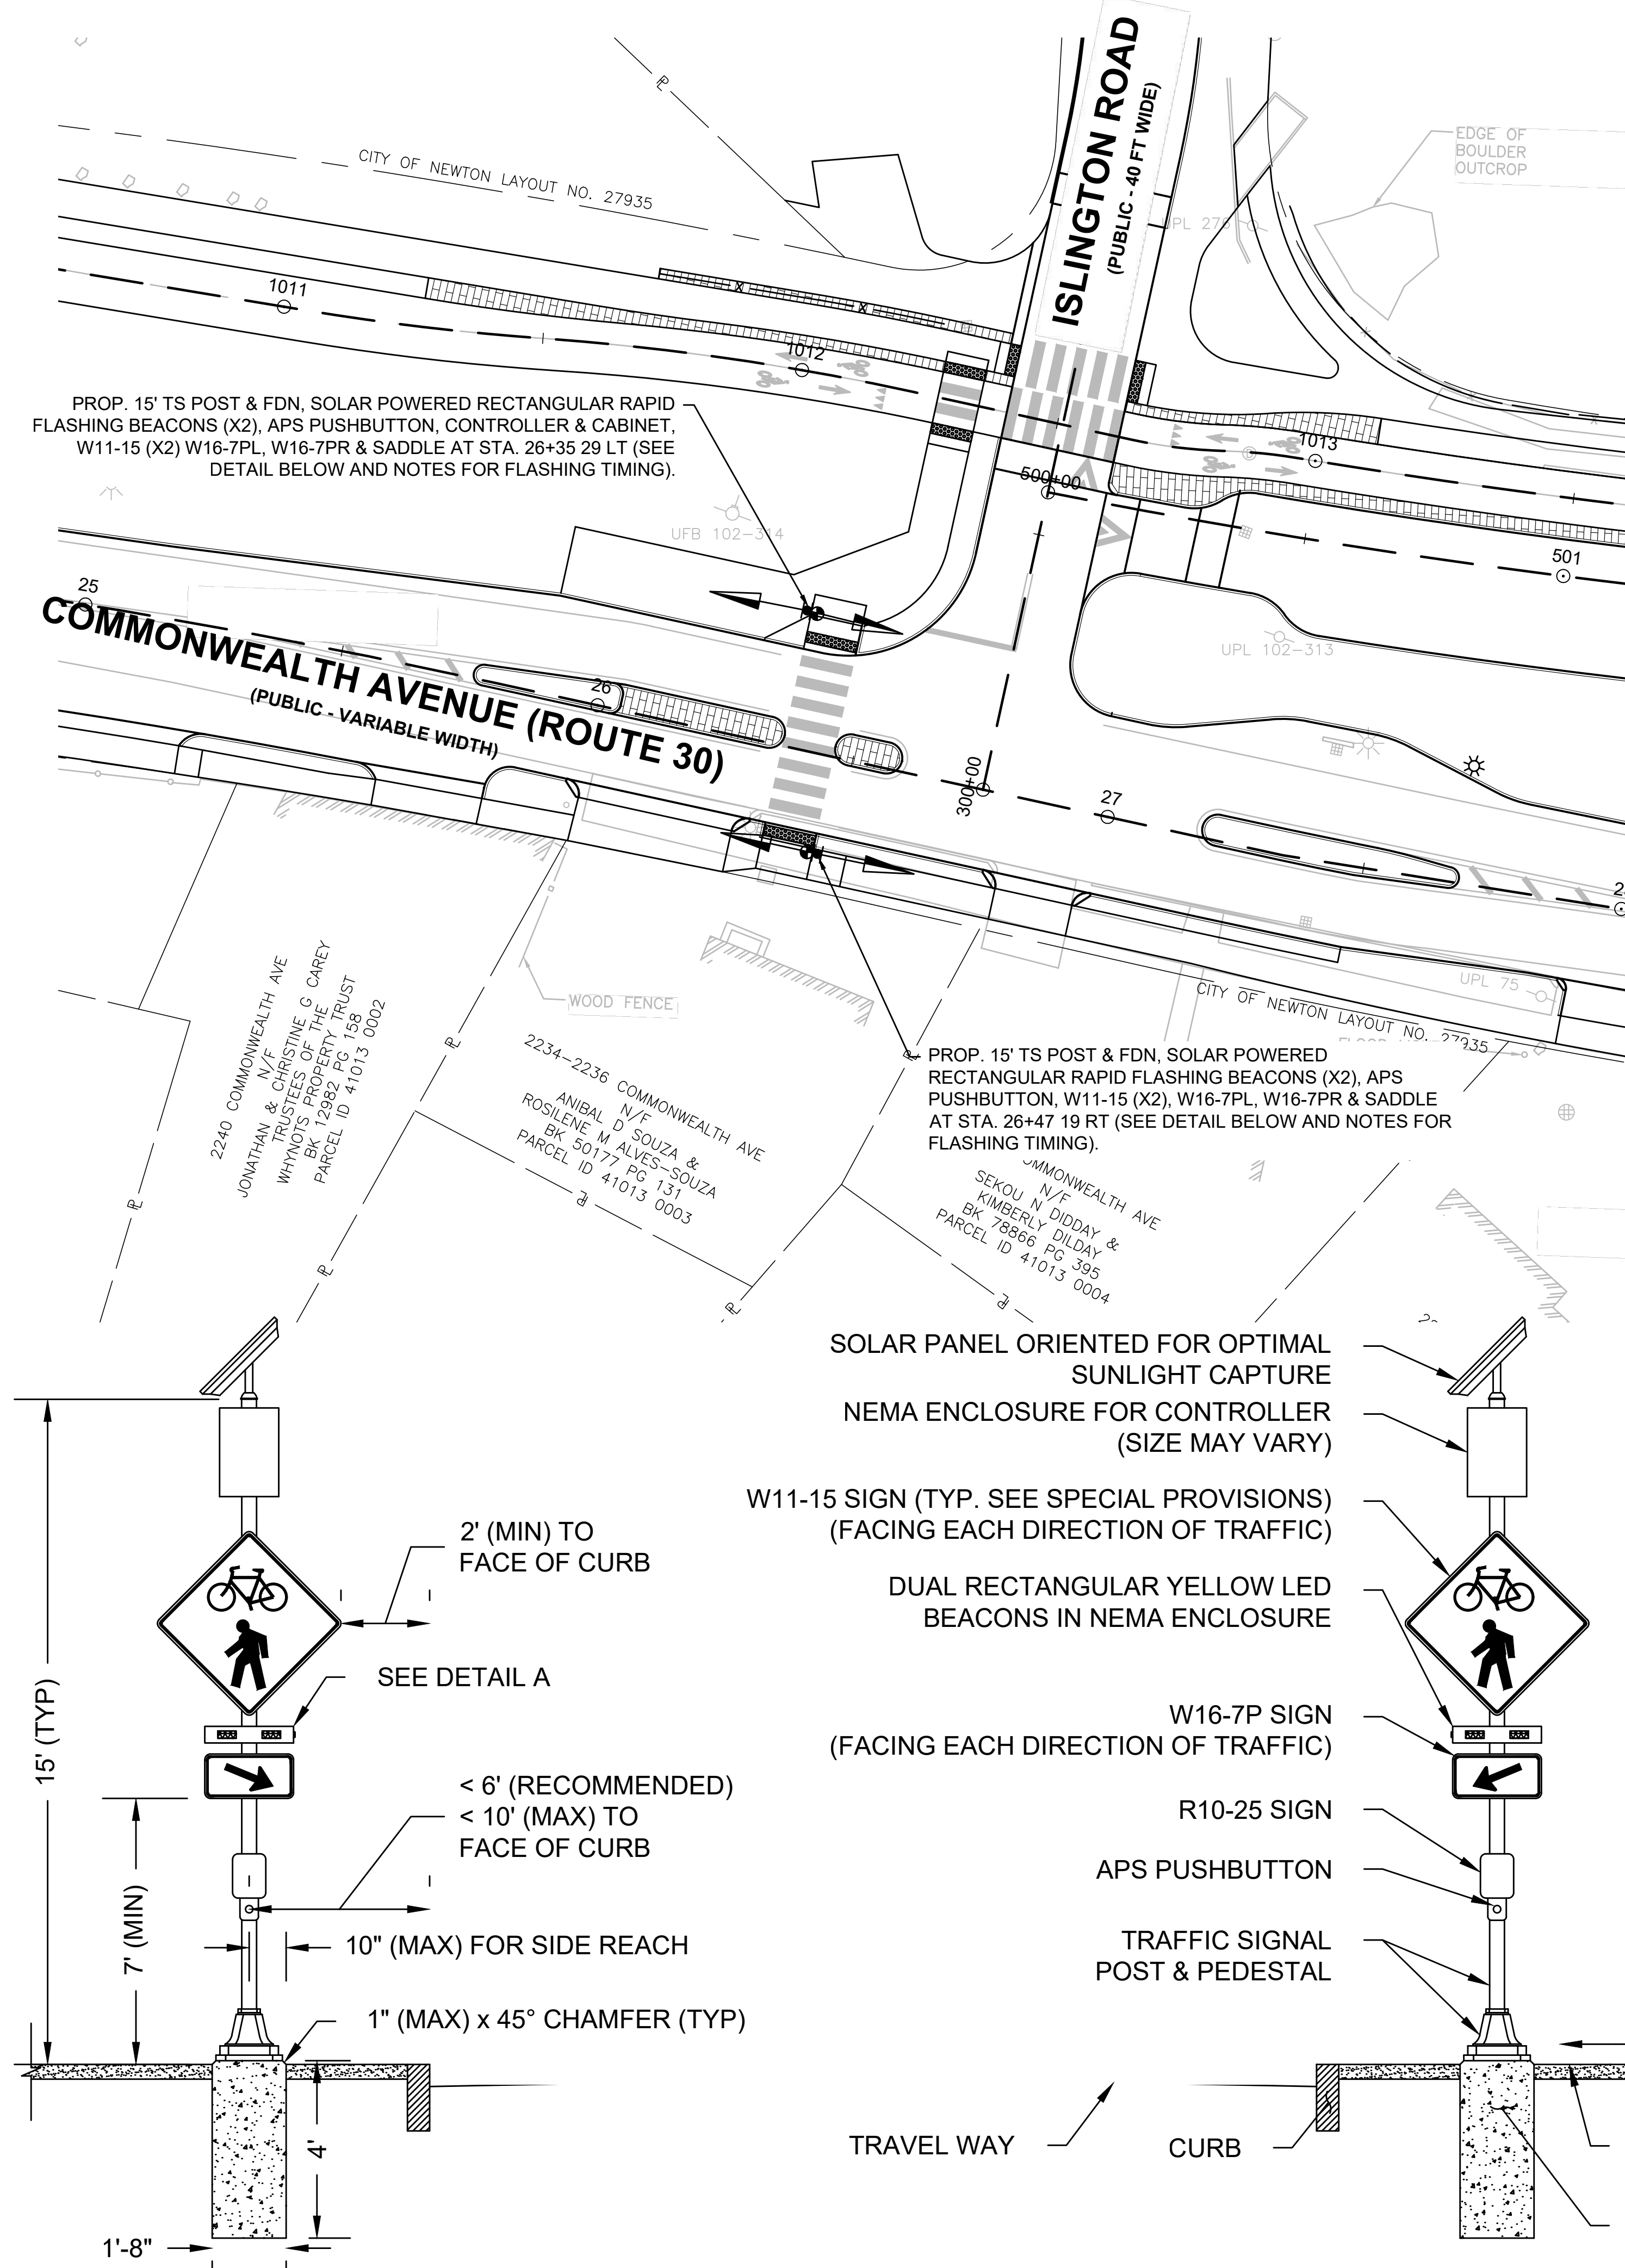 ISLINGTON ROAD
(PUBLIC - 40 FT WIDE)
EDGE OF
BOULDER
OUTCROP
CITY OF NEWTON LAYOUT NO. 27935
1011
1012
1013
PROP. 15' TS POST & FDN, SOLAR POWERED RECTANGULAR RAPID
FLASHING BEACONS (X2), APS PUSHBUTTON, CONTROLLER & CABINET,
W11-15 (X2) W16-7PL, W16-7PR & SADDLE AT STA. 26+35 29 LT (SEE
DETAIL BELOW AND NOTES FOR FLASHING TIMING).
500+00
501
UFB 102-314
UPL 102-313
25
26
27
300+00
COMMONWEALTH AVENUE (ROUTE 30)
(PUBLIC - VARIABLE WIDTH)
WOOD FENCE
UPL 75
CITY OF NEWTON LAYOUT NO. 27935
2240 COMMONWEALTH AVE
N/F
JONATHAN & CHRISTINE G CAREY
TRUSTEES OF THE
WHYNOTS PROPERTY TRUST
BK 12982 PG 158
PARCEL ID 41013 0002
2234-2236 COMMONWEALTH AVE
N/F
ANIBAL D SOUZA &
ROSILENE M ALVES-SOUZA
BK 50177 PG 131
PARCEL ID 41013 0003
PROP. 15' TS POST & FDN, SOLAR POWERED
RECTANGULAR RAPID FLASHING BEACONS (X2), APS
PUSHBUTTON, W11-15 (X2), W16-7PL, W16-7PR & SADDLE
AT STA. 26+47 19 RT (SEE DETAIL BELOW AND NOTES FOR
FLASHING TIMING).
AVE
N/F
SEKOU N DIDDAY &
KIMBERLY DILDAY
BK 78866 PG 395
PARCEL ID 41013 0004
SOLAR PANEL ORIENTED FOR OPTIMAL
SUNLIGHT CAPTURE
NEMA ENCLOSURE FOR CONTROLLER
(SIZE MAY VARY)
W11-15 SIGN (TYP. SEE SPECIAL PROVISIONS)
(FACING EACH DIRECTION OF TRAFFIC)
2' (MIN) TO
FACE OF CURB
DUAL RECTANGULAR YELLOW LED
BEACONS IN NEMA ENCLOSURE
SEE DETAIL A
15' (TYP)
W16-7P SIGN
(FACING EACH DIRECTION OF TRAFFIC)
< 6' (RECOMMENDED)
< 10' (MAX) TO
FACE OF CURB
R10-25 SIGN
APS PUSHBUTTON
7' (MIN)
10" (MAX) FOR SIDE REACH
TRAFFIC SIGNAL
POST & PEDESTAL
1" (MAX) x 45° CHAMFER (TYP)
4'
TRAVEL WAY
CURB
1'-8"